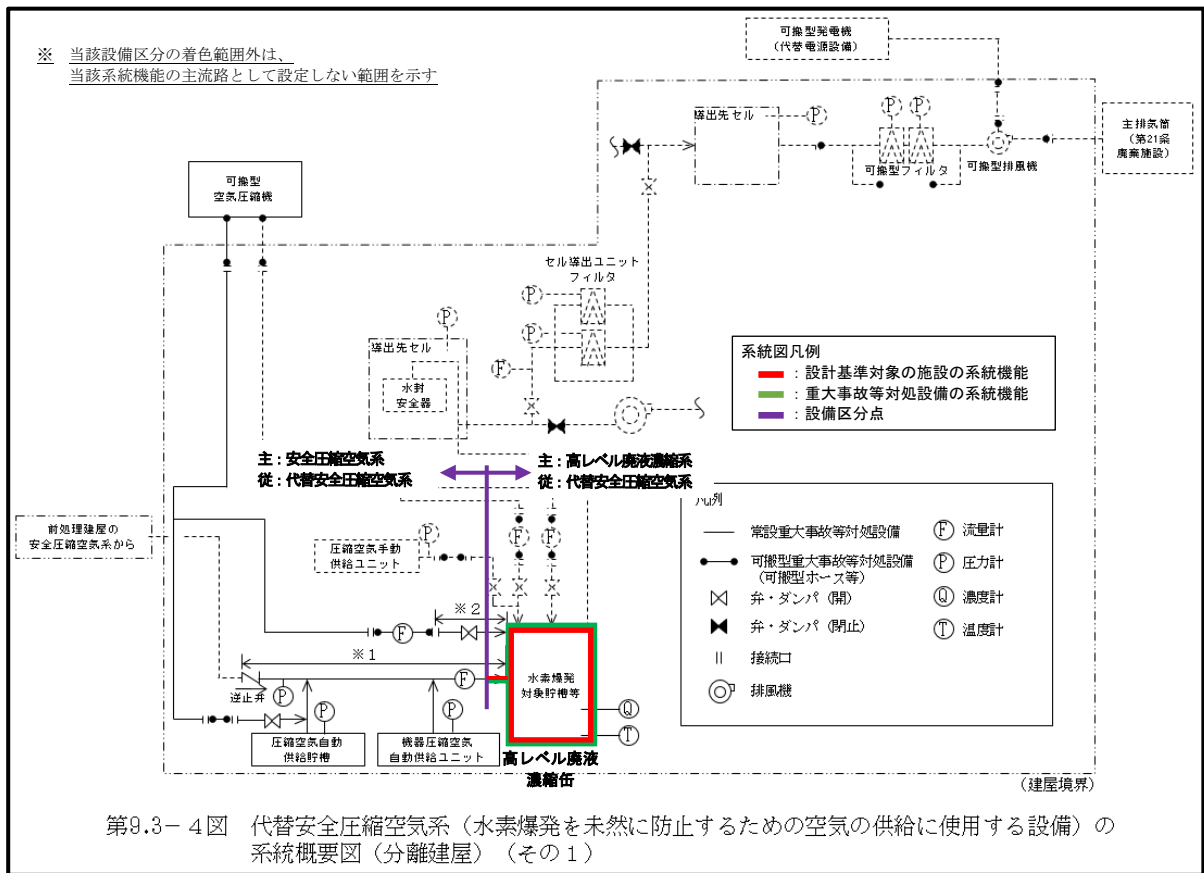 ※ 当該設備区分の着色範囲外は、
当該系統機能の主流路として設定しない範囲を示す
可搬型発電機
(代替電源設備)
導出先セル
P
P
P
可搬型フィルタ
可搬型排風機
主排気筒
(第21条
廃棄施設)
可搬型
空気圧縮機
セル導出ユニット
フィルタ
P
P
P
F
導出先セル
水封
安全器
系統図凡例
:設計基準対象の施設の系統機能
:重大事故等対処設備の系統機能
:設備区分点
主:安全圧縮空気系
従:代替安全圧縮空気系
主:高レベル廃液濃縮系
従:代替安全圧縮空気系
前処理建屋の
安全圧縮空気系から
圧縮空気手動
供給ユニット
P
F
F
凡例
常設重大事故等対処設備
可搬型重大事故等対処設備
(可搬型ホース等)
弁・ダンパ(開)
弁・ダンパ(閉止)
接続口
排風機
F 流量計
P 圧力計
Q 濃度計
T 温度計
※2
F
※1
逆止弁
P
F
P
P
圧縮空気自動
供給貯槽
機器圧縮空気
自動供給ユニット
水素爆発
対象貯槽等
Q
T
高レベル廃液
濃縮缶
(建屋境界)
第9.3-4図 代替安全圧縮空気系(水素爆発を未然に防止するための空気の供給に使用する設備)の
系統概要図(分離建屋)(その1)